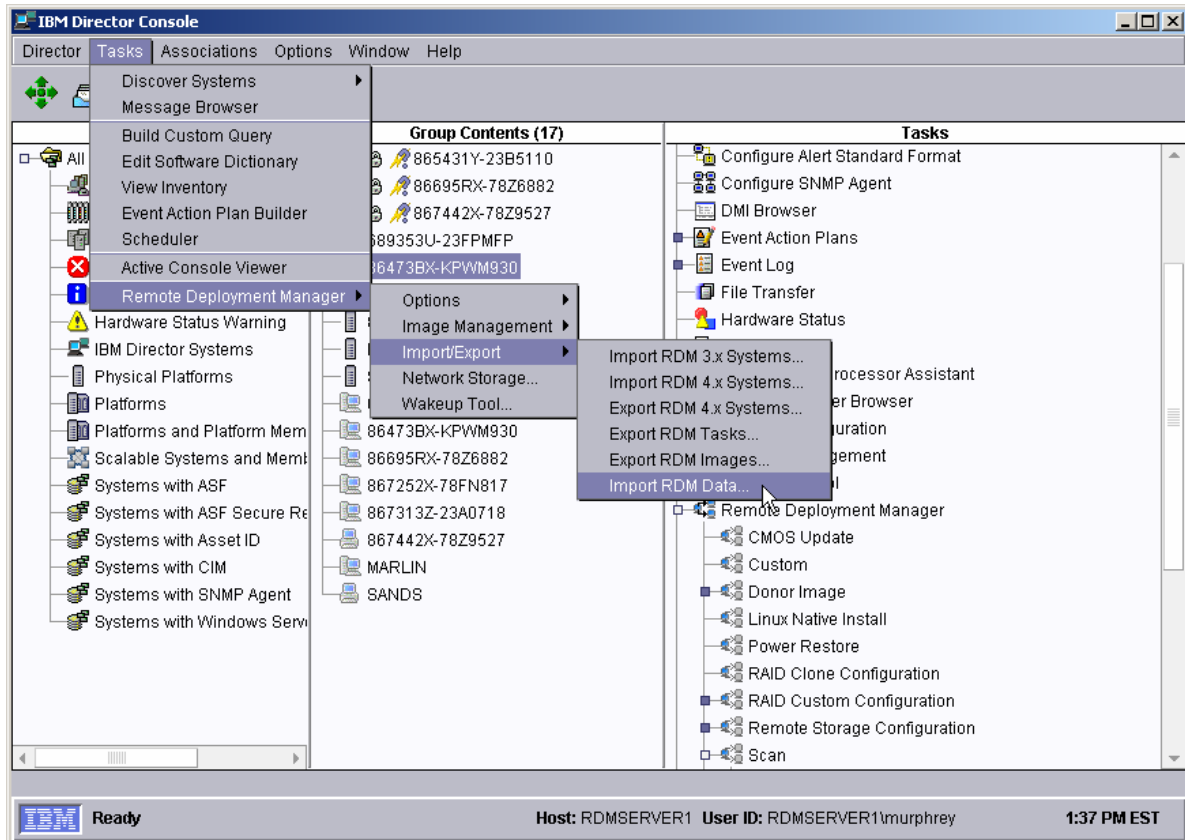 IBM Director Console
Director Tasks Associations Options Window Help
Discover Systems
Message Browser
Build Custom Query
Edit Software Dictionary
View Inventory
Event Action Plan Builder
Scheduler
Active Console Viewer
Remote Deployment Manager
Options
Image Management
Import/Export
Network Storage...
Wakeup Tool...
Import RDM 3.x Systems...
Import RDM 4.x Systems...
Export RDM 4.x Systems...
Export RDM Tasks...
Export RDM Images...
Import RDM Data...
All
Hardware Status Warning
IBM Director Systems
Physical Platforms
Platforms
Platforms and Platform Mem
Scalable Systems and Memb
Systems with ASF
Systems with ASF Secure Re
Systems with Asset ID
Systems with CIM
Systems with SNMP Agent
Systems with Windows Serv
Group Contents (17)
865431Y-23B5110
86695RX-78Z6882
867442X-78Z9527
689353U-23FPMFP
86473BX-KPWM930
86473BX-KPWM930
86695RX-78Z6882
867252X-78FN817
867313Z-23A0718
867442X-78Z9527
MARLIN
SANDS
Tasks
Configure Alert Standard Format
Configure SNMP Agent
DMI Browser
Event Action Plans
Event Log
File Transfer
Hardware Status
rocessor Assistant
er Browser
uration
gement
l
Remote Deployment Manager
CMOS Update
Custom
Donor Image
Linux Native Install
Power Restore
RAID Clone Configuration
RAID Custom Configuration
Remote Storage Configuration
Scan
IBM Ready Host: RDMSERVER1 User ID: RDMSERVER1\murphrey 1:37 PM EST